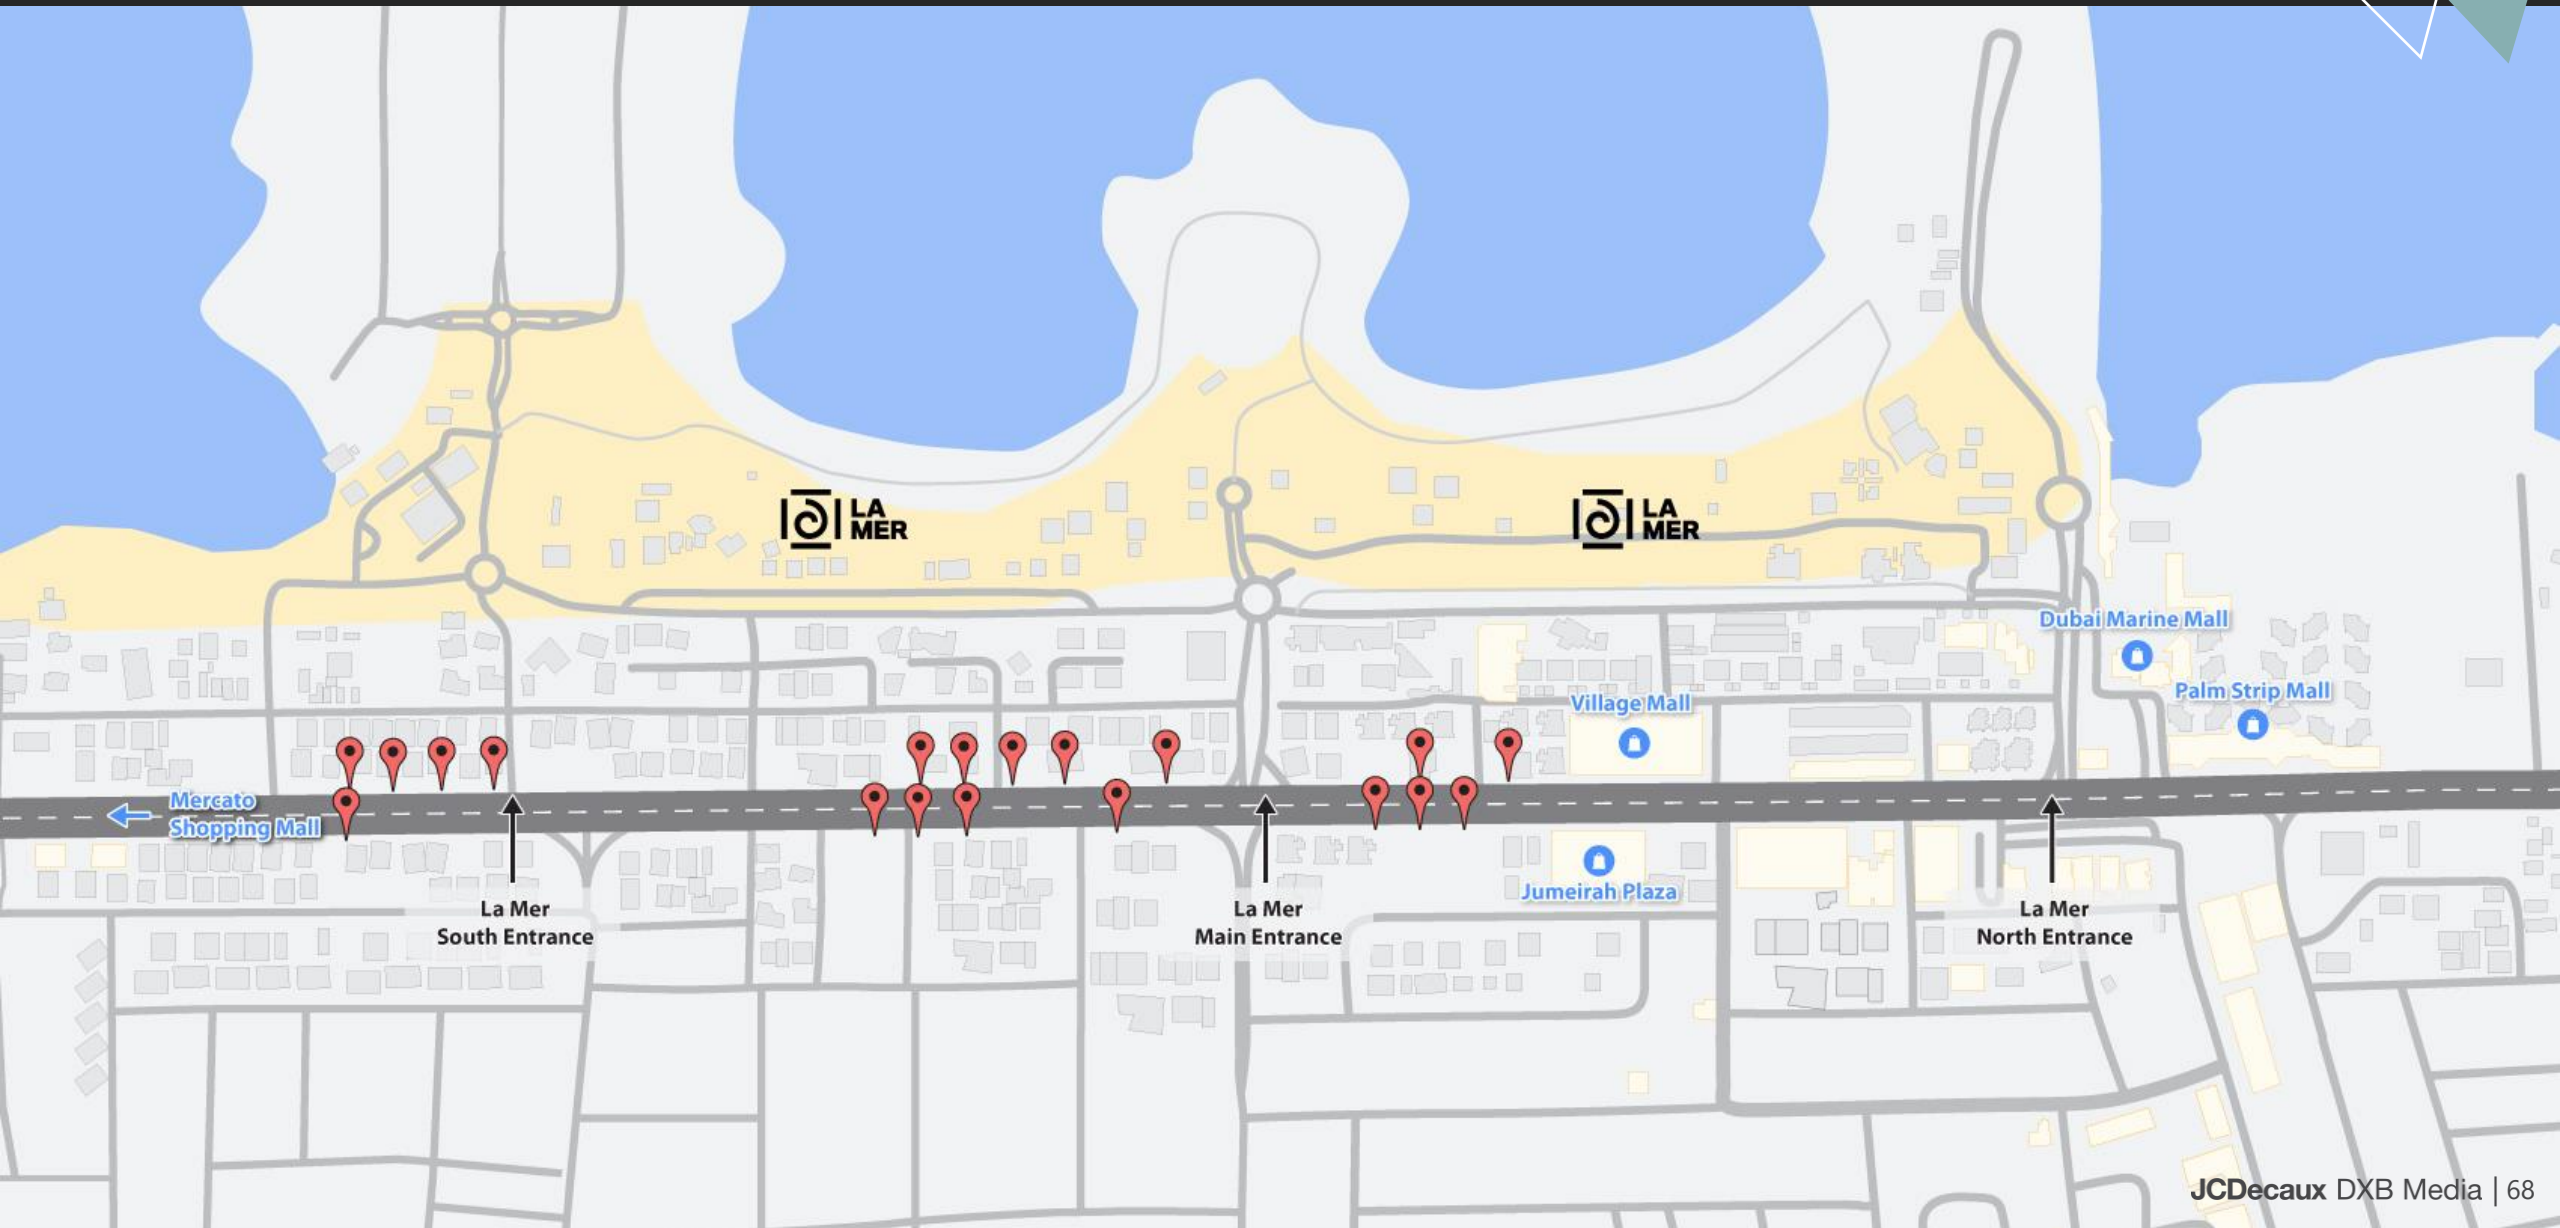 LA
MER
LA
MER
Dubai Marine Mall
Palm Strip Mall
Village Mall
Mercato
Shopping Mall
Jumeirah Plaza
La Mer
South Entrance
La Mer
Main Entrance
La Mer
North Entrance
JCDecaux DXB Media | 68